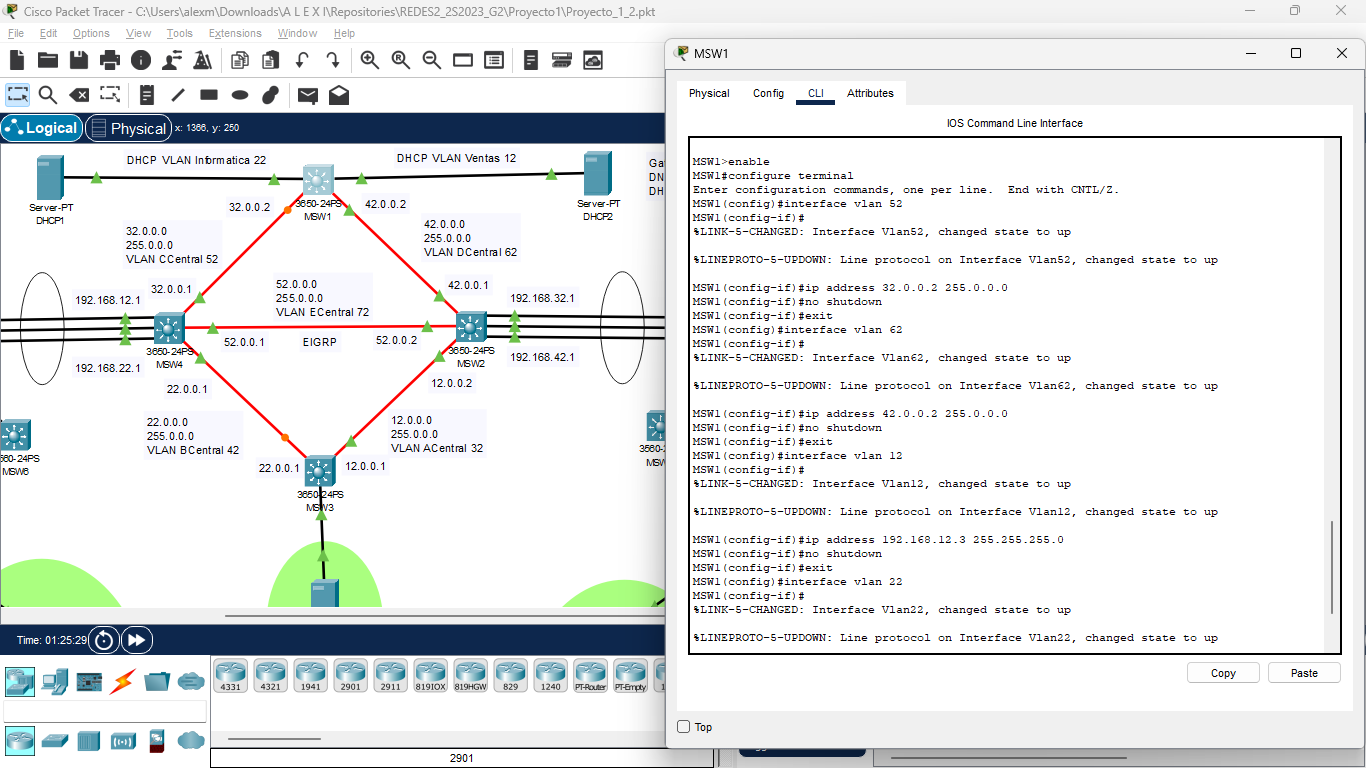 Cisco Packet Tracer - C:\Users\alexm\Downloads\A L E X I\Repositories\REDES2_2S2023_G2\Proyecto1\Proyecto_1_2.pkt
File Edit Options View Tools Extensions Window Help
Logical
Physical
x: 1366, y: 250
DHCP VLAN Informatica 22
DHCP VLAN Ventas 12
Server-PT
DHCP1
3650-24PS
MSW1
Server-PT
DHCP2
32.0.0.2
42.0.0.2
32.0.0.0
255.0.0.0
VLAN CCentral 52
42.0.0.0
255.0.0.0
VLAN DCentral 62
192.168.12.1
32.0.0.1
52.0.0.0
255.0.0.0
VLAN ECentral 72
42.0.0.1
192.168.32.1
3650-24PS
MSW4
52.0.0.1
EIGRP
52.0.0.2
3650-24PS
MSW2
192.168.22.1
192.168.42.1
22.0.0.1
12.0.0.2
22.0.0.0
255.0.0.0
VLAN BCentral 42
12.0.0.0
255.0.0.0
VLAN ACentral 32
MSW6
22.0.0.1
12.0.0.1
3650-24PS
MSW3
Time: 01:25:29
4331
4321
1941
2901
2911
819IOX
819HGW
829
1240
PT-Router
PT-Empty
2901
MSW1
Physical Config CLI Attributes
IOS Command Line Interface
MSW1>enable
MSW1#configure terminal
Enter configuration commands, one per line. End with CNTL/Z.
MSW1(config)#interface vlan 52
MSW1(config-if)#
%LINK-5-CHANGED: Interface Vlan52, changed state to up
%LINEPROTO-5-UPDOWN: Line protocol on Interface Vlan52, changed state to up
MSW1(config-if)#ip address 32.0.0.2 255.0.0.0
MSW1(config-if)#no shutdown
MSW1(config-if)#exit
MSW1(config)#interface vlan 62
MSW1(config-if)#
%LINK-5-CHANGED: Interface Vlan62, changed state to up
%LINEPROTO-5-UPDOWN: Line protocol on Interface Vlan62, changed state to up
MSW1(config-if)#ip address 42.0.0.2 255.0.0.0
MSW1(config-if)#no shutdown
MSW1(config-if)#exit
MSW1(config)#interface vlan 12
MSW1(config-if)#
%LINK-5-CHANGED: Interface Vlan12, changed state to up
%LINEPROTO-5-UPDOWN: Line protocol on Interface Vlan12, changed state to up
MSW1(config-if)#ip address 192.168.12.3 255.255.255.0
MSW1(config-if)#no shutdown
MSW1(config-if)#exit
MSW1(config)#interface vlan 22
MSW1(config-if)#
%LINK-5-CHANGED: Interface Vlan22, changed state to up
%LINEPROTO-5-UPDOWN: Line protocol on Interface Vlan22, changed state to up
Copy
Paste
Top